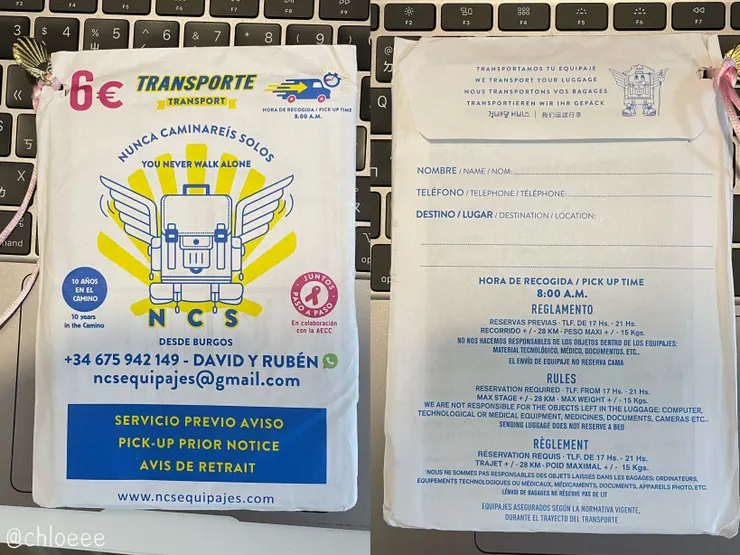 6€
TRANSPORTE
TRANSPORT
HORA DE RECOGIDA / PICK UP TIME
8:00 A.M.
NUNCA CAMINAREÍS SOLOS
YOU NEVER WALK ALONE
10 AÑOS
EN EL
CAMINO
10 years
in the Camino
JUNTOS
PASO A PASO
En colaboración
con la AECC
NCS
DESDE BURGOS
+34 675 942 149 - DAVID Y RUBÉN
ncsequipajes@gmail.com
SERVICIO PREVIO AVISO
PICK-UP PRIOR NOTICE
AVIS DE RETRAIT
www.ncsequipajes.com
@chloeee
TRANSPORTAMOS TU EQUIPAJE
WE TRANSPORT YOUR LUGGAGE
NOUS TRANSPORTONS VOS BAGAGES
TRANSPORTIEREN WIR IHR GEPÄCK
我们运送行李
NOMBRE / NAME / NOM:
TELÉFONO / TELEPHONE / TÉLÉPHONE:
DESTINO / LUGAR / DESTINATION / LOCATION:
HORA DE RECOGIDA / PICK UP TIME
8:00 A.M.
REGLAMENTO
RESERVAS PREVIAS - TLF. DE 17 Hs. - 21 Hs.
RECORRIDO + / - 28 KM - PESO MAXI + / - 15 Kgs.
NO NOS HACEMOS RESPONSABLES DE LOS OBJETOS DENTRO DE LOS EQUIPAJES:
MATERIAL TECNOLÓGICO, MÉDICO, DOCUMENTOS, ETC..
EL ENVÍO DE EQUIPAJE NO RESERVA CAMA
RULES
RESERVATION REQUIRED - TLF. FROM 17 Hs. - 21 Hs.
MAX STAGE + / - 28 KM - MAX WEIGHT + / - 15 Kgs.
WE ARE NOT RESPONSIBLE FOR THE OBJECTS LEFT IN THE LUGGAGE: COMPUTER,
TECHNOLOGICAL OR MEDICAL EQUIPMENT, MEDICINES, DOCUMENTS, CAMERAS ETC..
SENDING LUGGAGE DOES NOT RESERVE A BED
RÈGLEMENT
RÉSERVATION REQUIS - TLF. DE 17 Hs. - 21 Hs.
TRAJET + / - 28 KM - POID MAXIMAL + / - 15 Kgs.
NOUS NE SOMMES PAS RESPONSABLES DES OBJETS LAISSÉS DANS LES BAGAGES: ORDINATEURS,
ÉQUIPEMENTS TECHNOLOGIQUES OU MÉDICAUX, MÉDICAMENTS, DOCUMENTS, APPAREILS PHOTO, ETC.
L'ENVOI DE BAGAGES NE RÉSERVE PAS DE LIT
EQUIPAJES ASEGURADOS SEGÚN LA NORMATIVA VIGENTE,
DURANTE EL TRAYECTO DEL TRANSPORTE